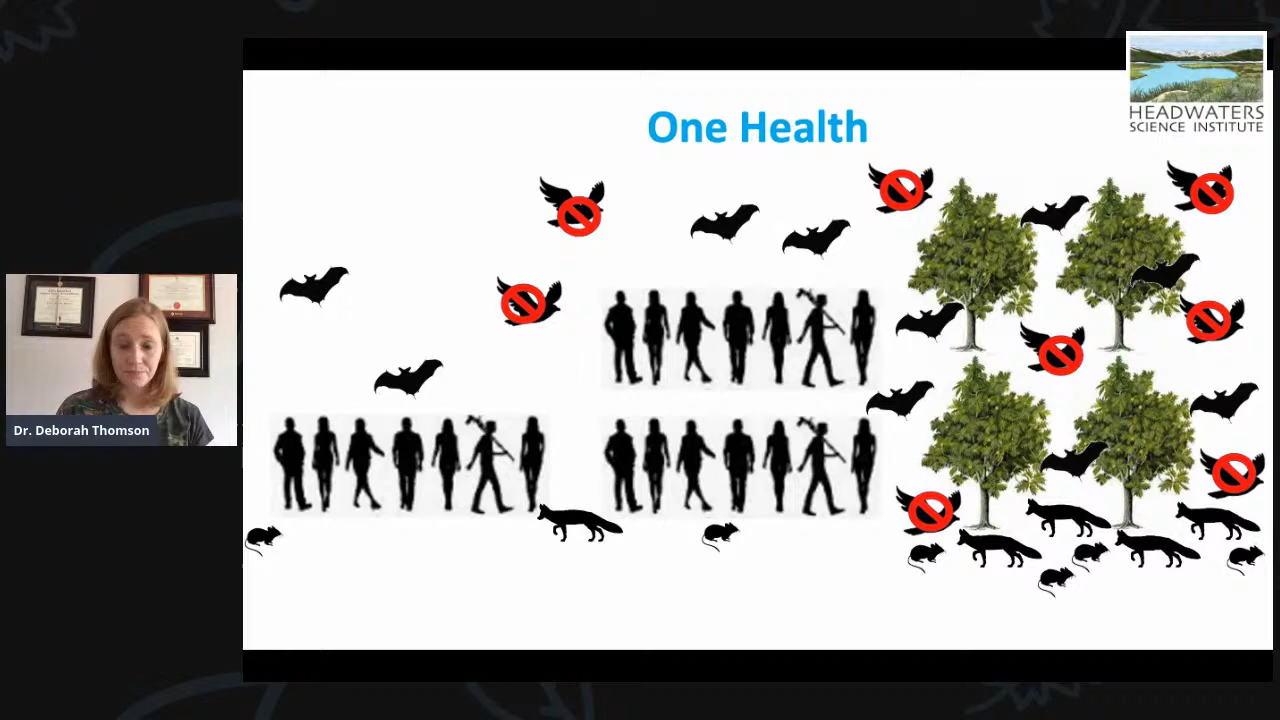 One Health
HEADWATERS
SCIENCE INSTITUTE
Dr. Deborah Thomson